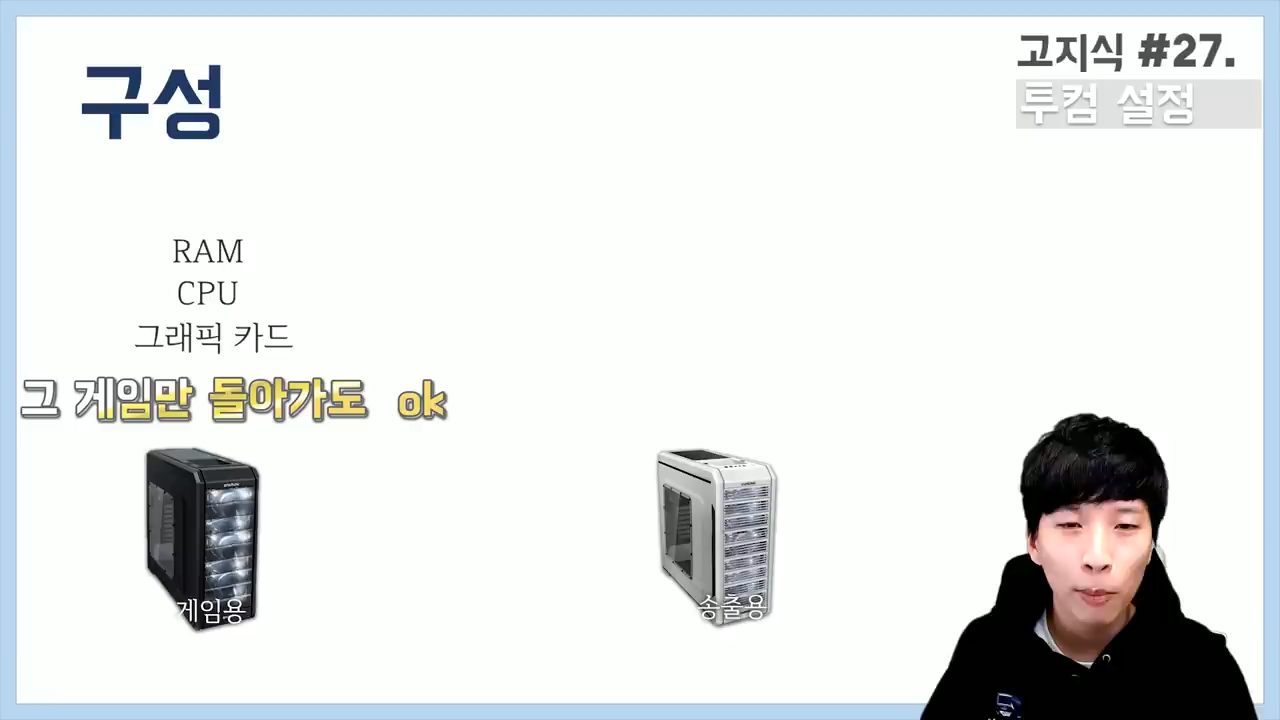 구성
고지식 #27.
투컴 설정
RAM
CPU
그래픽 카드
그 게임만 돌아가도 ok
게임용
송출용